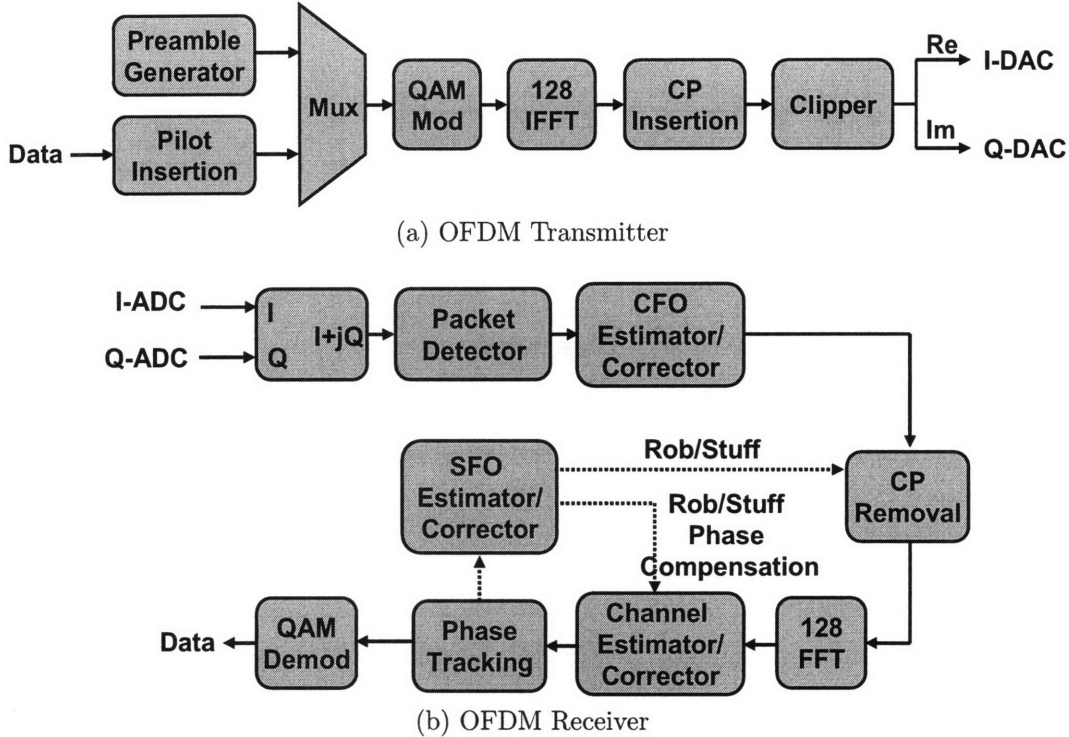 Preamble
Generator
Data
Pilot
Insertion
Mux
QAM
Mod
128
IFFT
CP
Insertion
Clipper
Re
I-DAC
Im
Q-DAC
(a) OFDM Transmitter
I-ADC
Q-ADC
I
Q
I+jQ
Packet
Detector
CFO
Estimator/
Corrector
SFO
Estimator/
Corrector
Rob/Stuff
Rob/Stuff
Phase
Compensation
CP
Removal
Data
QAM
Demod
Phase
Tracking
Channel
Estimator/
Corrector
128
FFT
(b) OFDM Receiver